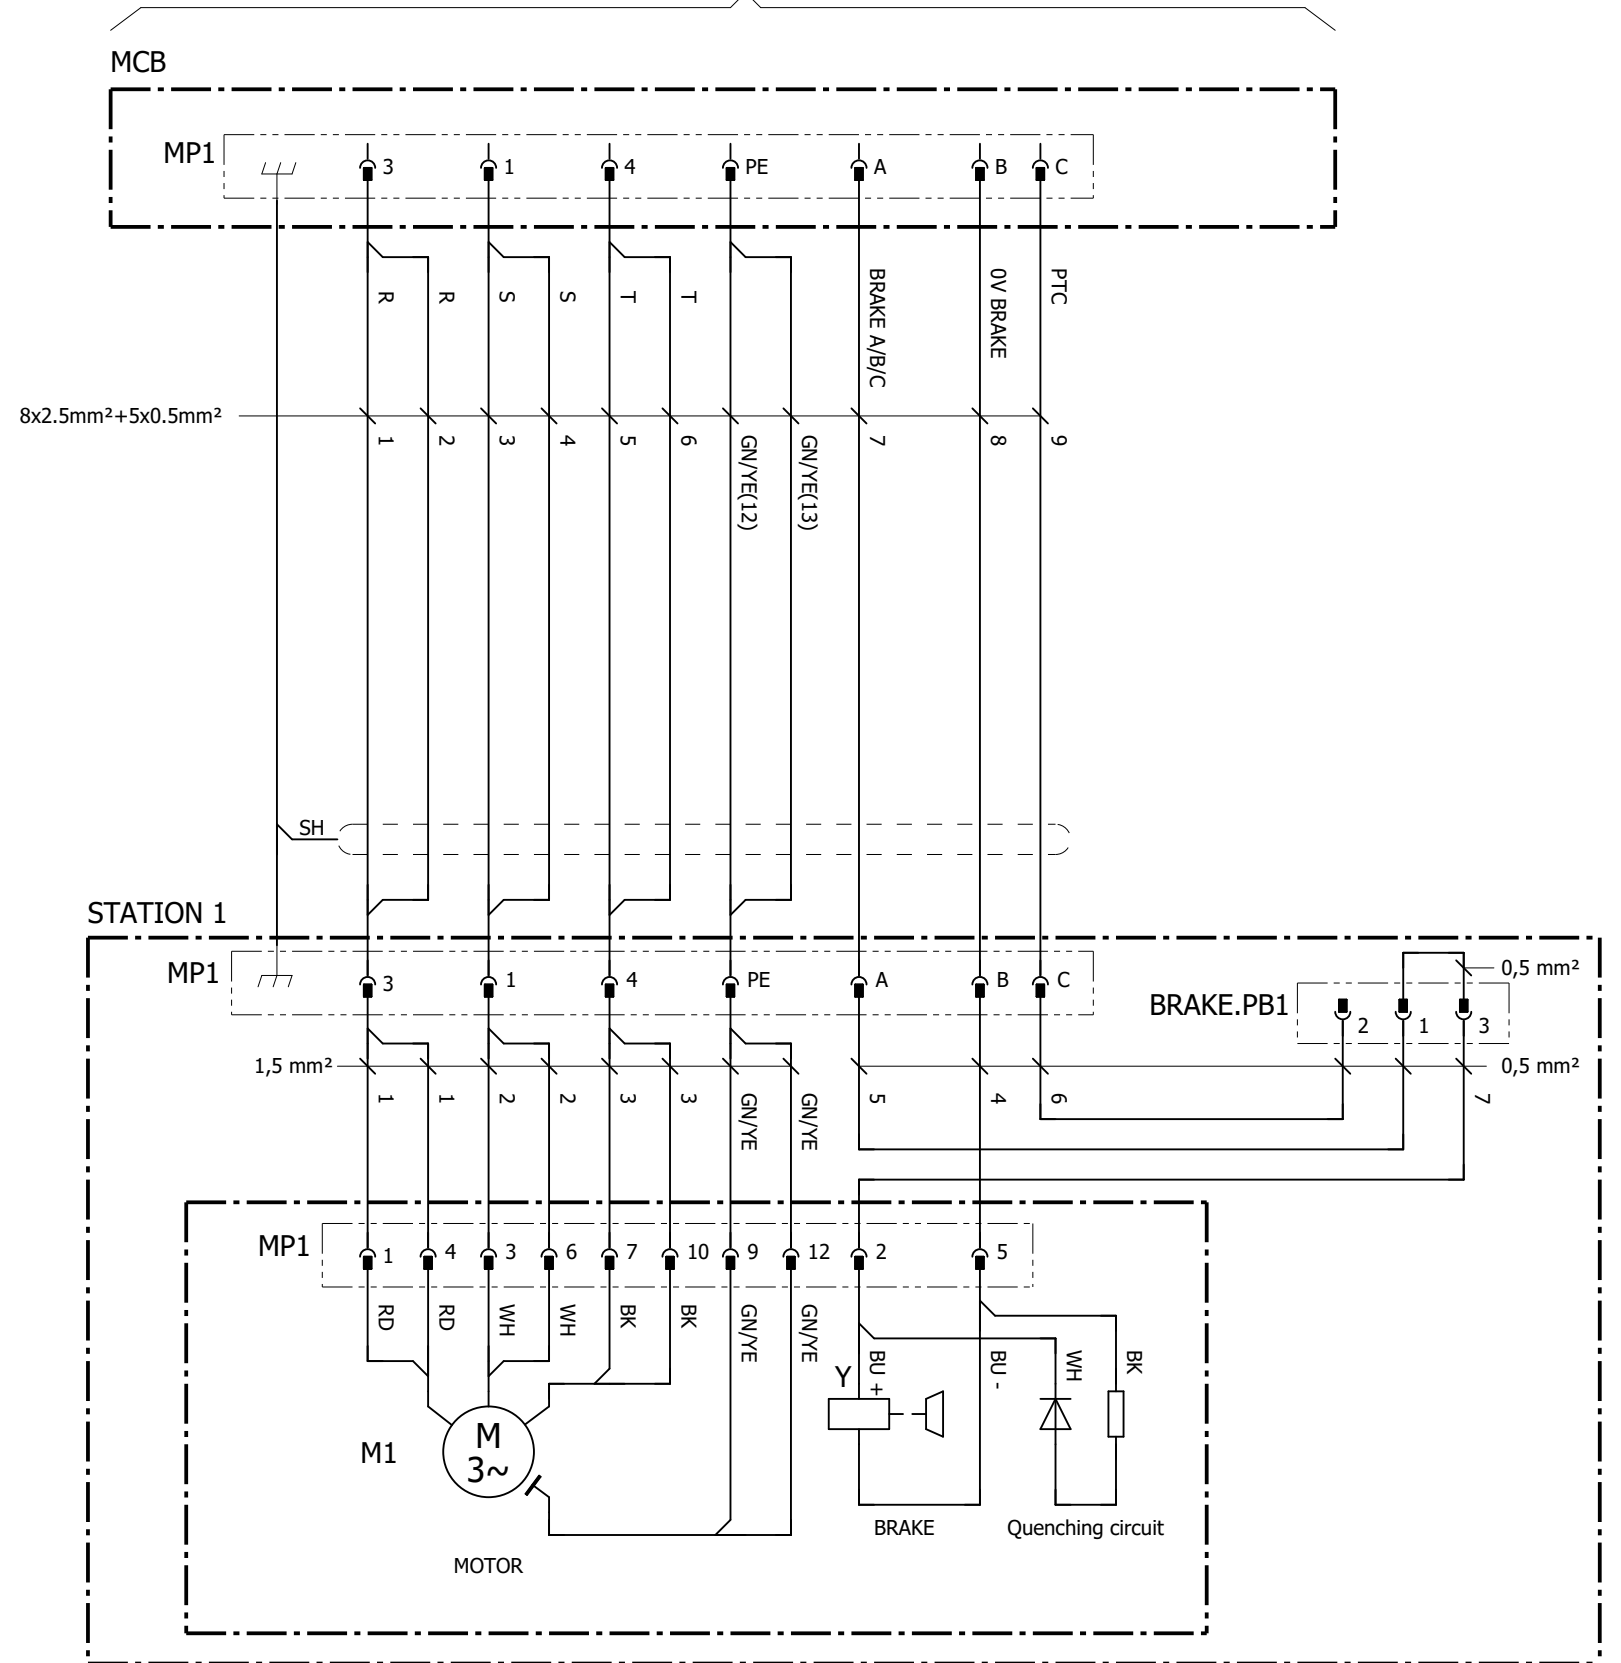 MCB
MP1 3 1 4 PE A B C
R R S S T T BRAKE A/B/C 0V BRAKE PTC
8x2.5mm²+5x0.5mm²
1 2 3 4 5 6 GN/YE(12) GN/YE(13) 7 8 9
SH
STATION 1
MP1 3 1 4 PE A B C
0,5 mm²
BRAKE.PB1 2 1 3
1,5 mm² 0,5 mm²
1 1 2 2 3 3 GN/YE GN/YE 5 4 6 7
MP1 1 4 3 6 7 10 9 12 2 5
RD RD WH WH BK BK GN/YE GN/YE BU + BU - WH BK
Y
M1 M
3~
BRAKE Quenching circuit
MOTOR